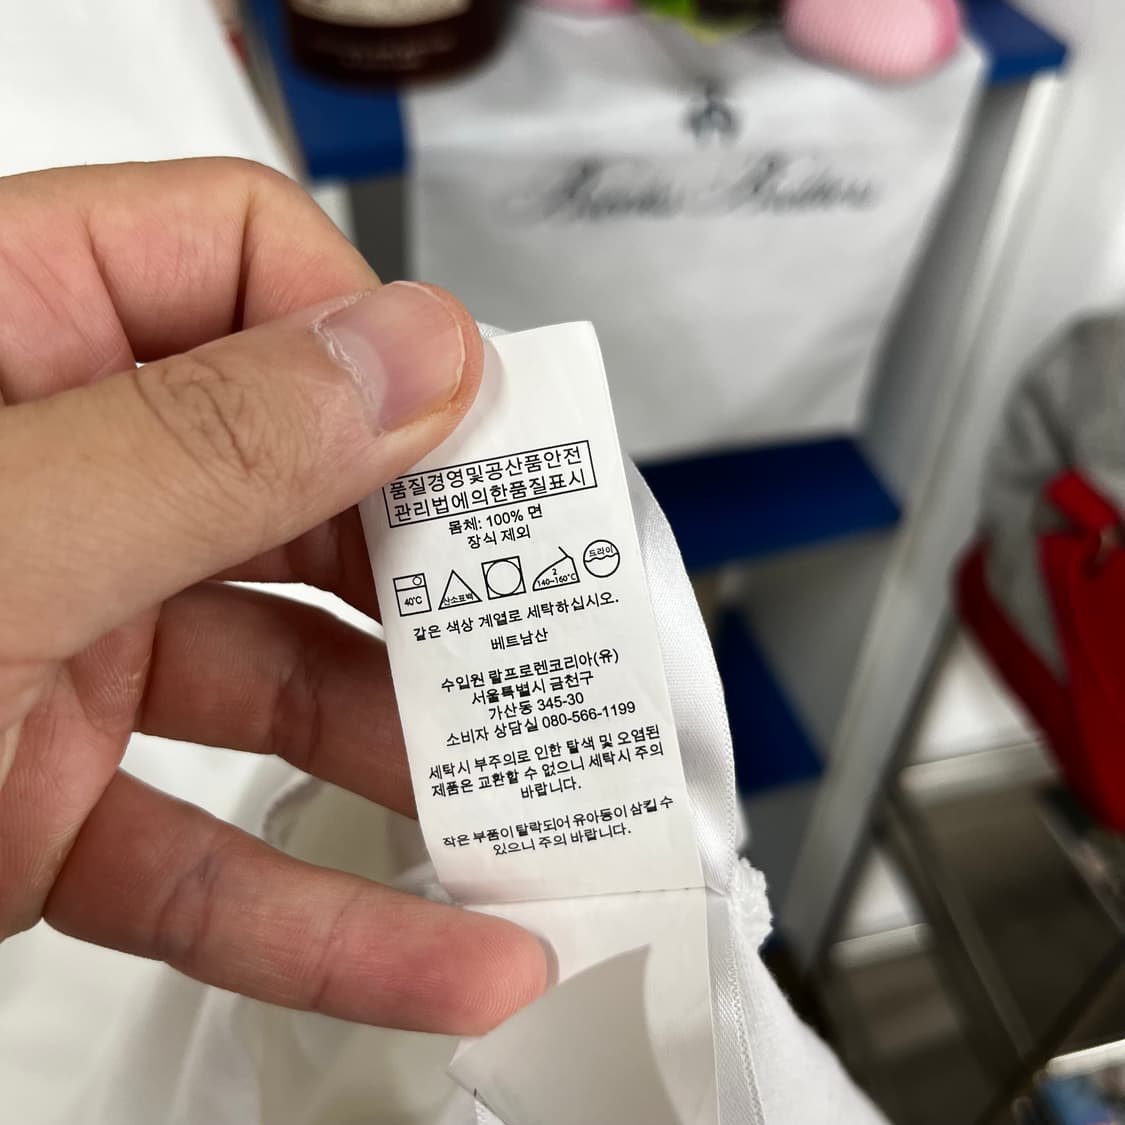 Brooks Brothers
품질경영및공산품안전
관리법에의한품질표시
몸체: 100% 면
장식 제외
40°C
산소표백
2
140~160°C
드라이
같은 색상 계열로 세탁하십시오.
베트남산
수입원 랄프로렌코리아(유)
서울특별시 금천구
가산동 345-30
소비자 상담실 080-566-1199
세탁시 부주의로 인한 탈색 및 오염된
제품은 교환할 수 없으니 세탁시 주의
바랍니다.
작은 부품이 탈락되어 유아동이 삼킬 수
있으니 주의 바랍니다.